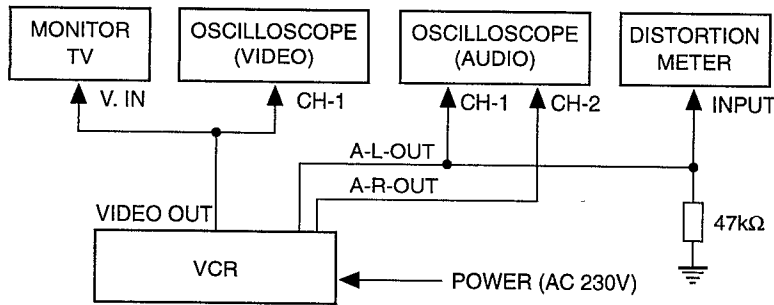 MONITOR
TV
OSCILLOSCOPE
(VIDEO)
OSCILLOSCOPE
(AUDIO)
DISTORTION
METER
V. IN
CH-1
CH-1
CH-2
INPUT
A-L-OUT
A-R-OUT
VIDEO OUT
47kΩ
VCR
POWER (AC 230V)